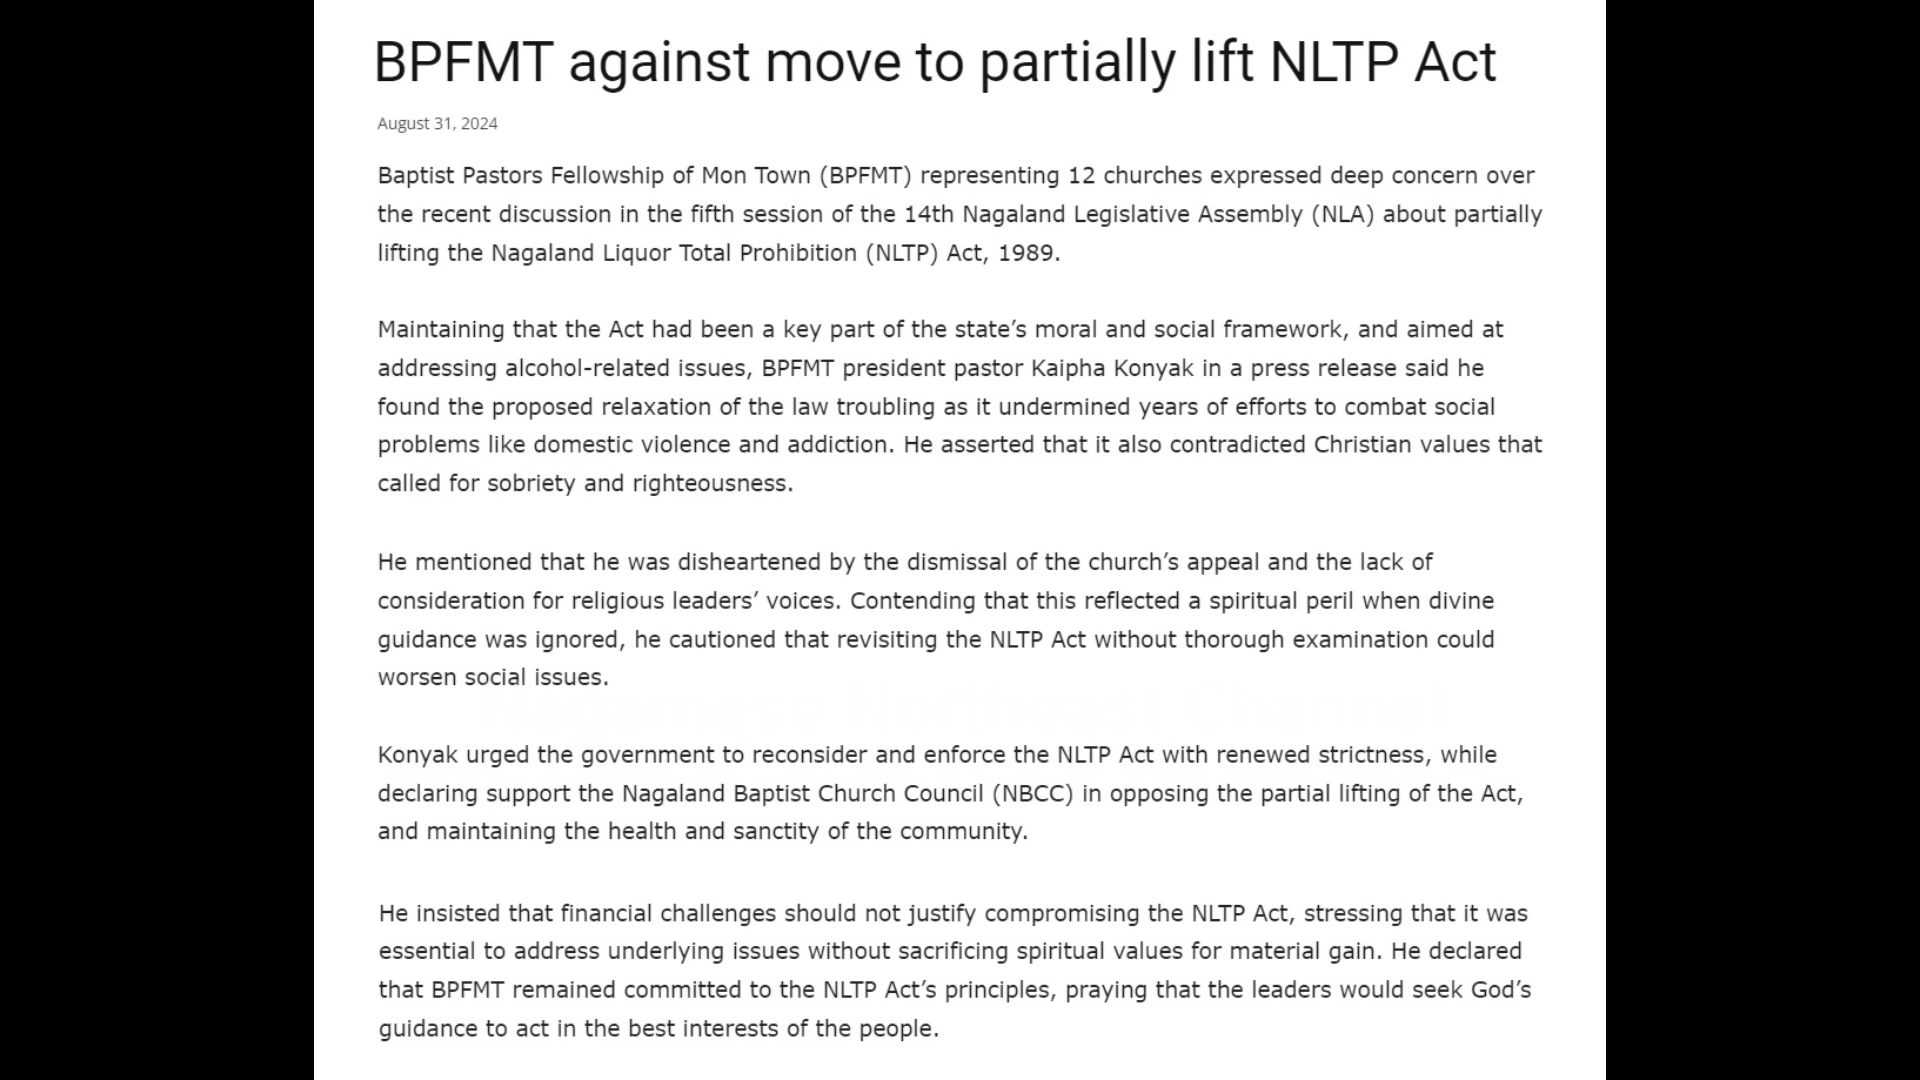 BPFMT against move to partially lift NLTP Act
August 31, 2024
Baptist Pastors Fellowship of Mon Town (BPFMT) representing 12 churches expressed deep concern over
the recent discussion in the fifth session of the 14th Nagaland Legislative Assembly (NLA) about partially
lifting the Nagaland Liquor Total Prohibition (NLTP) Act, 1989.
Maintaining that the Act had been a key part of the state’s moral and social framework, and aimed at
addressing alcohol-related issues, BPFMT president pastor Kaipha Konyak in a press release said he
found the proposed relaxation of the law troubling as it undermined years of efforts to combat social
problems like domestic violence and addiction. He asserted that it also contradicted Christian values that
called for sobriety and righteousness.
He mentioned that he was disheartened by the dismissal of the church’s appeal and the lack of
consideration for religious leaders’ voices. Contending that this reflected a spiritual peril when divine
guidance was ignored, he cautioned that revisiting the NLTP Act without thorough examination could
worsen social issues.
Nagamese Northeast Channel
Konyak urged the government to reconsider and enforce the NLTP Act with renewed strictness, while
declaring support the Nagaland Baptist Church Council (NBCC) in opposing the partial lifting of the Act,
and maintaining the health and sanctity of the community.
He insisted that financial challenges should not justify compromising the NLTP Act, stressing that it was
essential to address underlying issues without sacrificing spiritual values for material gain. He declared
that BPFMT remained committed to the NLTP Act’s principles, praying that the leaders would seek God’s
guidance to act in the best interests of the people.